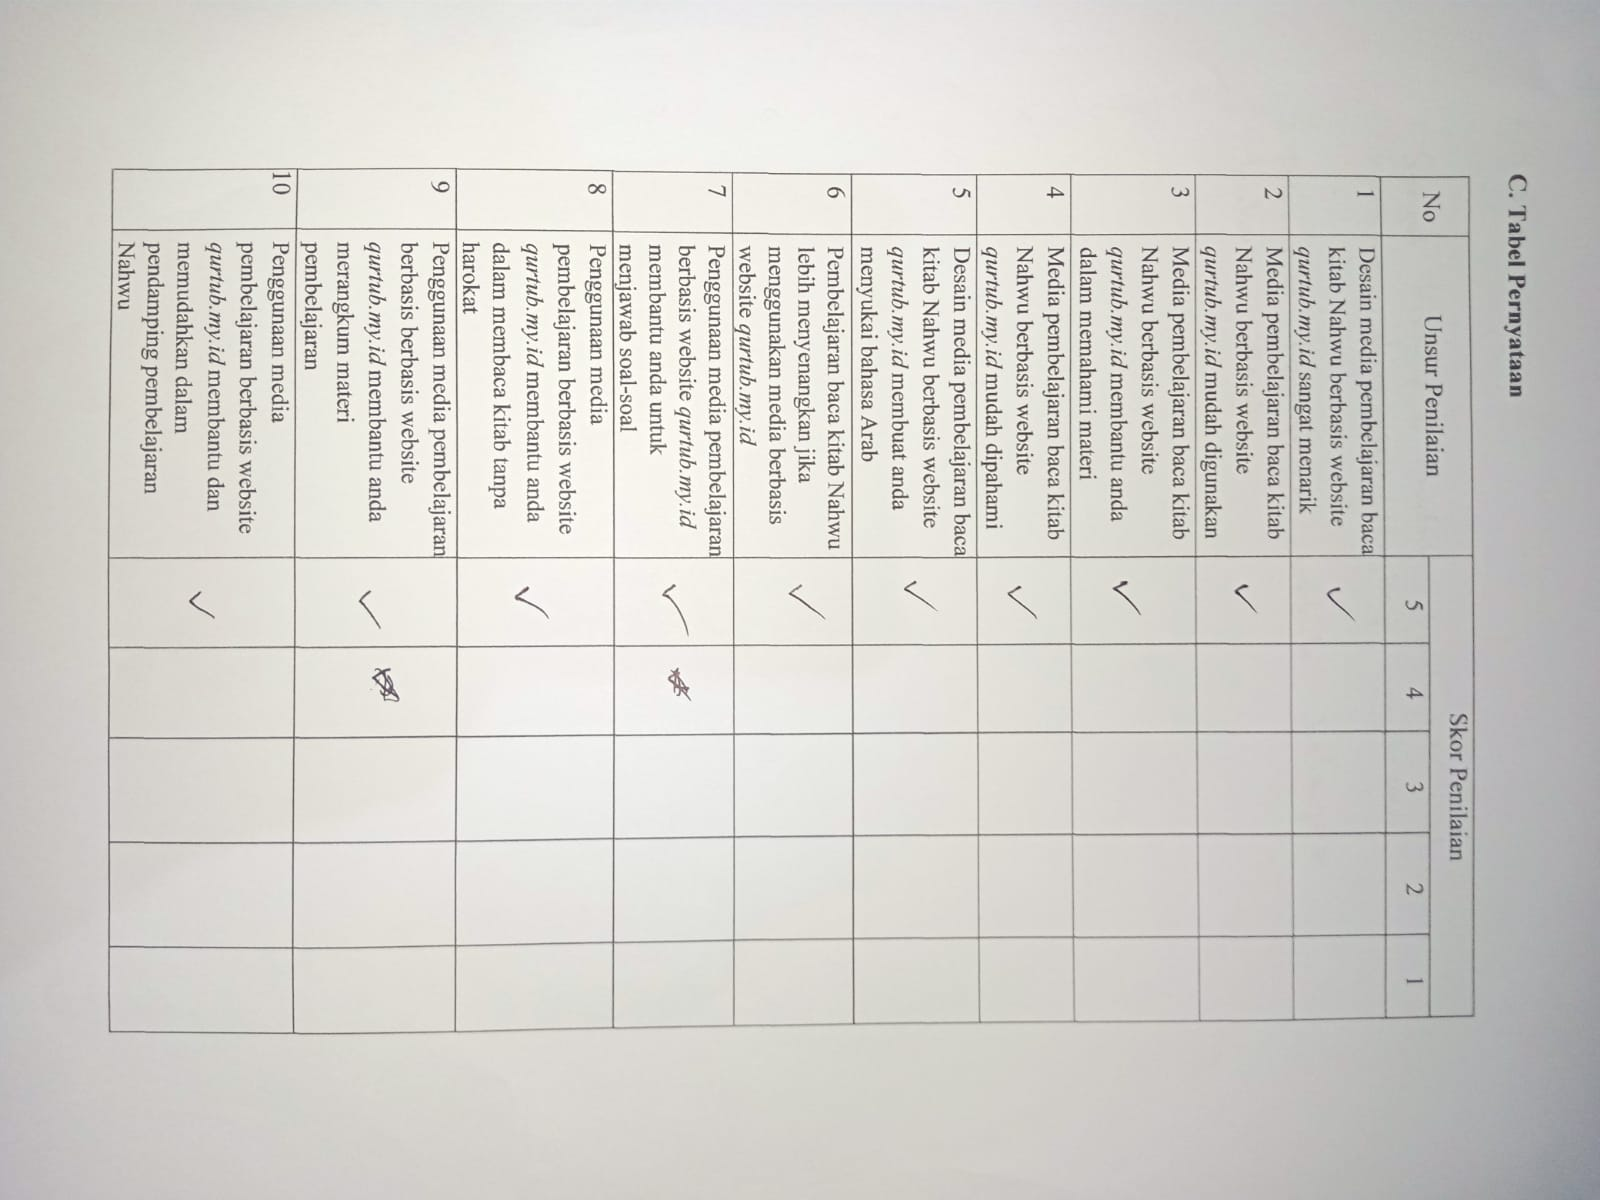 C. Tabel Pernyataan
No
Unsur Penilaian
Skor Penilaian
5
4
3
2
1
1
Desain media pembelajaran baca
kitab Nahwu berbasis website
qurtub.my.id sangat menarik
✓
2
Media pembelajaran baca kitab
Nahwu berbasis website
qurtub.my.id mudah digunakan
✓
3
Media pembelajaran baca kitab
Nahwu berbasis website
qurtub.my.id membantu anda
dalam memahami materi
✓
4
Media pembelajaran baca kitab
Nahwu berbasis website
qurtub.my.id mudah dipahami
✓
5
Desain media pembelajaran baca
kitab Nahwu berbasis website
qurtub.my.id membuat anda
menyukai bahasa Arab
✓
6
Pembelajaran baca kitab Nahwu
lebih menyenangkan jika
menggunakan media berbasis
website qurtub.my.id
✓
7
Penggunaan media pembelajaran
berbasis website qurtub.my.id
membantu anda untuk
menjawab soal-soal
✓
8
Penggunaan media
pembelajaran berbasis website
qurtub.my.id membantu anda
dalam membaca kitab tanpa
harokat
✓
9
Penggunaan media pembelajaran
berbasis berbasis website
qurtub.my.id membantu anda
merangkum materi
pembelajaran
✓
10
Penggunaan media
pembelajaran berbasis website
qurtub.my.id membantu dan
memudahkan dalam
pendamping pembelajaran
Nahwu
✓